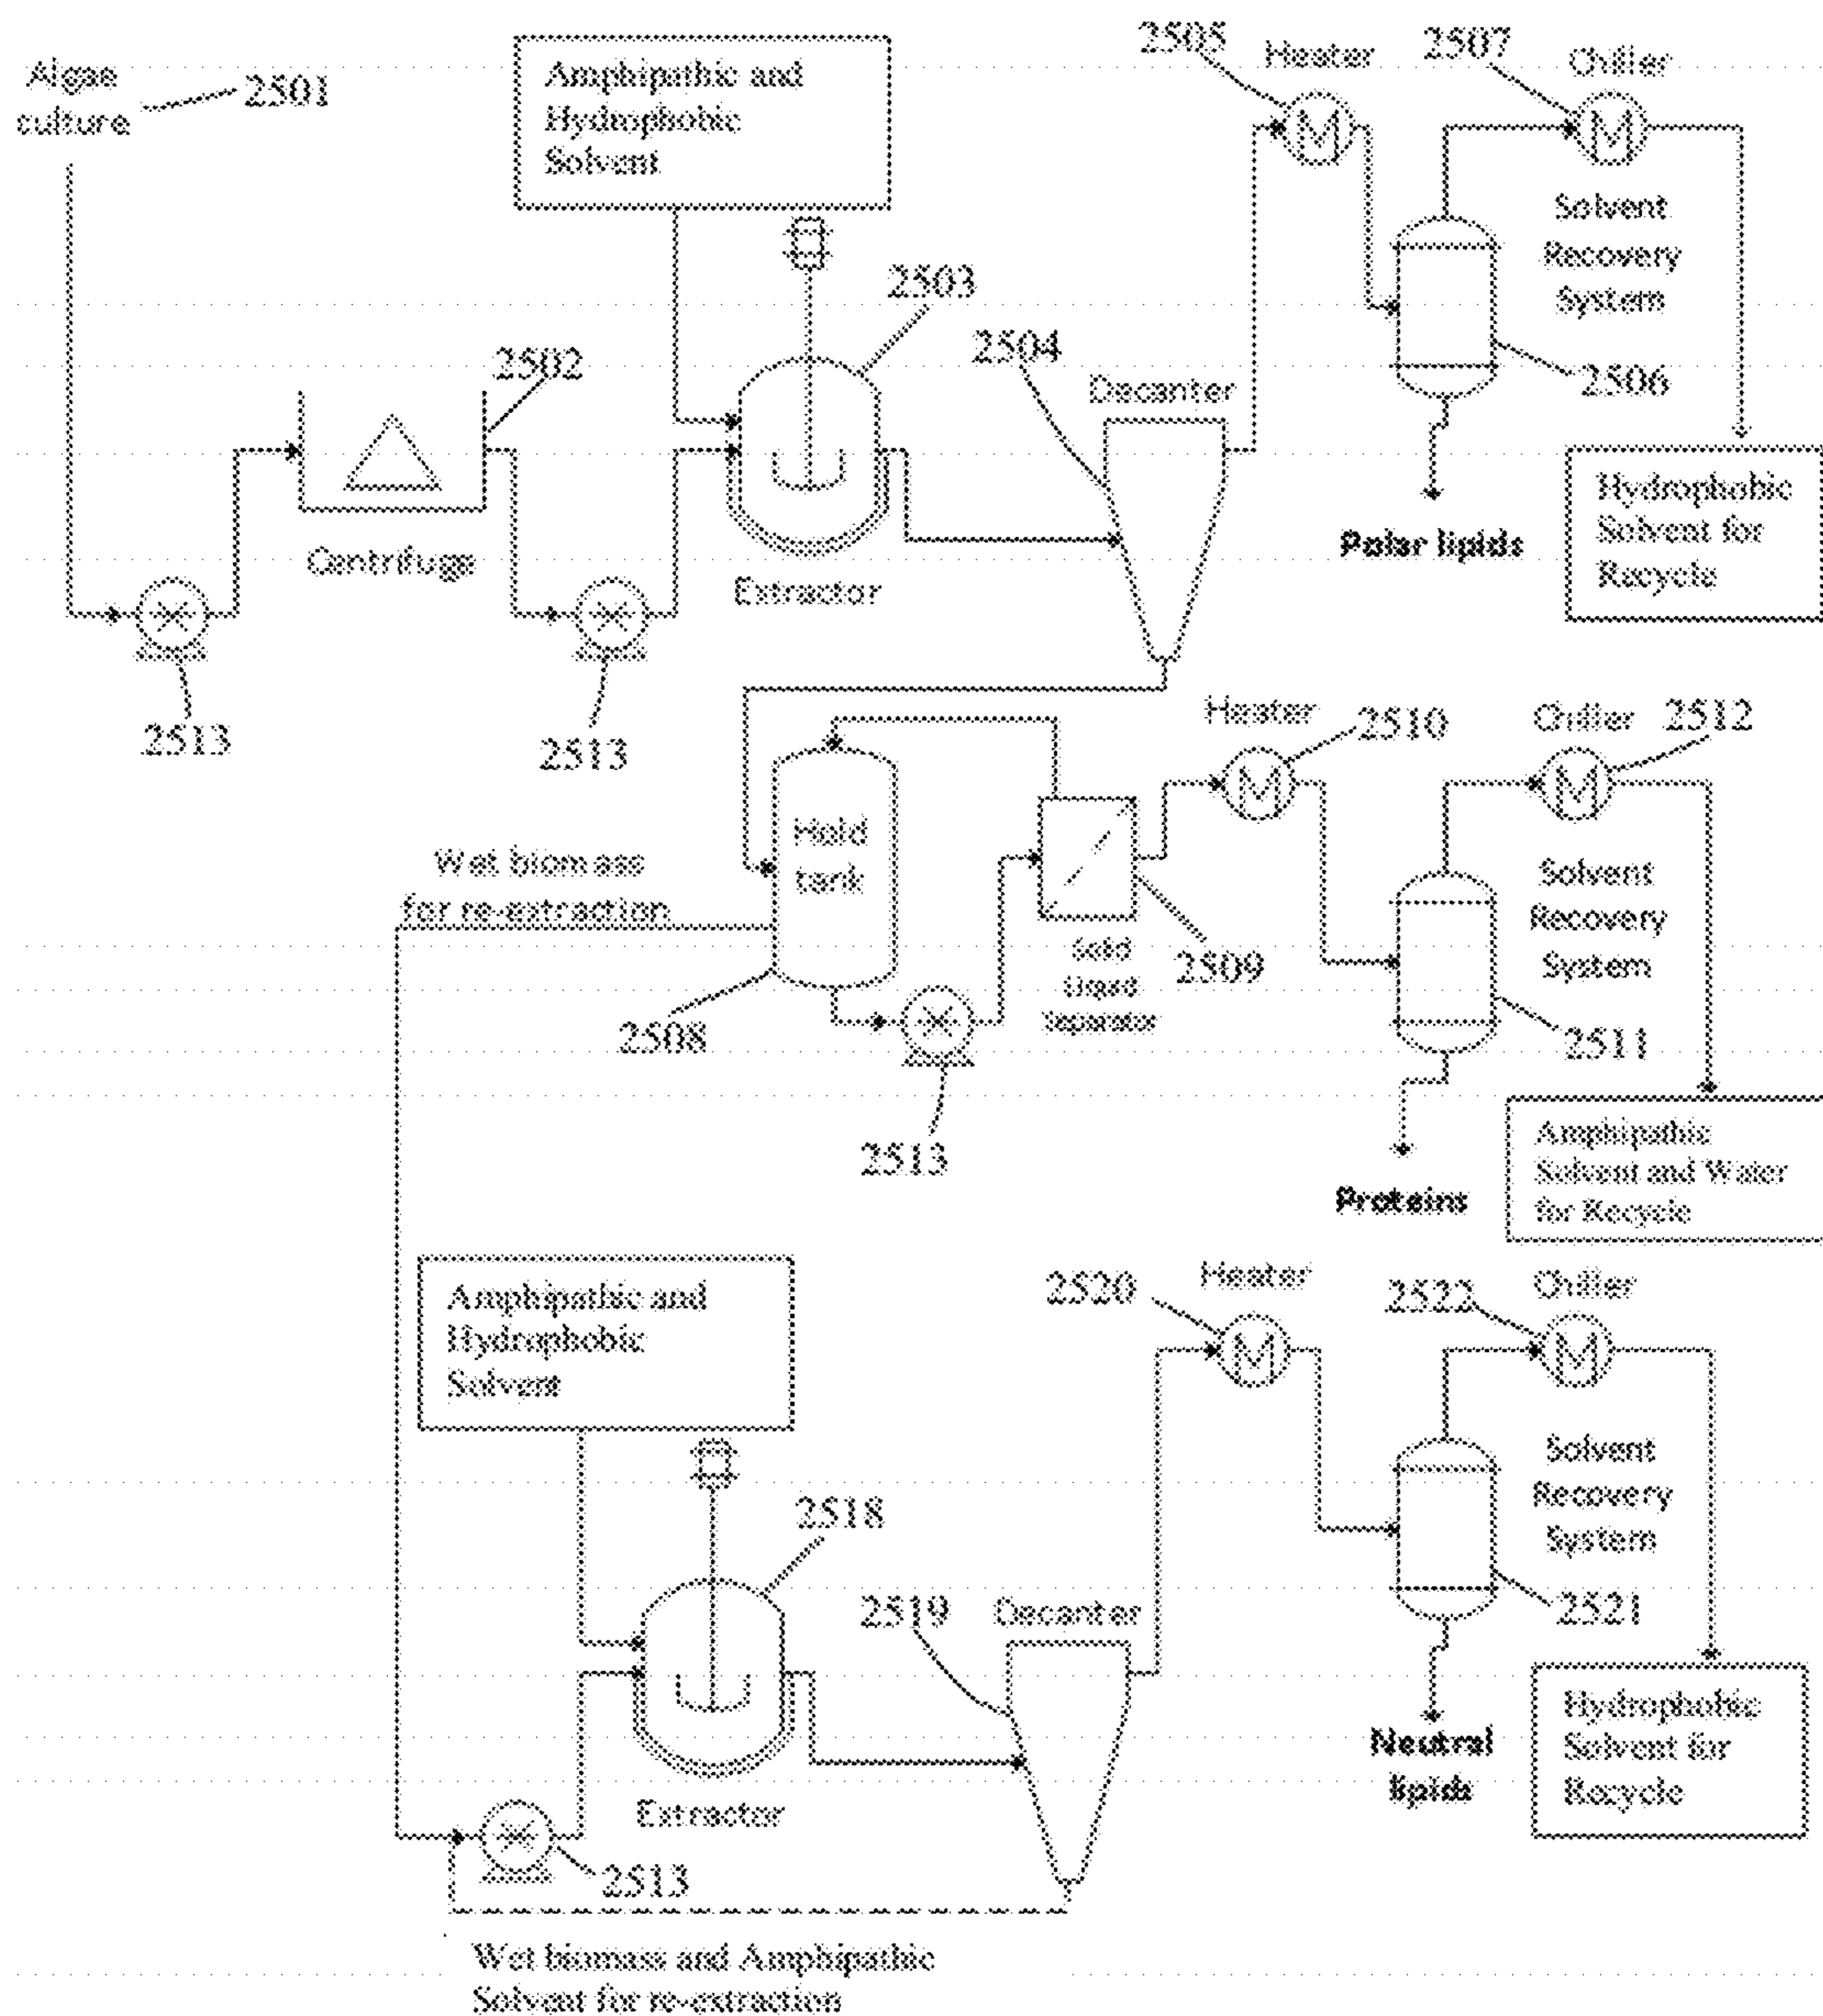 Algae
culture
2501
Amphipathic and
Hydrophobic
Solvent
2505
Heater
2507
Chiller
Solvent
Recovery
System
2503
2504
2502
Decanter
2506
Centrifuge
Extractor
Polar lipids
Hydrophobic
Solvent for
Recycle
2513
2513
Heater
2510
Chiller
2512
Hold
tank
Wet biomass
for re-extraction
Solvent
Recovery
System
Solid
Liquid
separator
2509
2508
2511
2513
Proteins
Amphipathic
Solvent and Water
for Recycle
Amphipathic and
Hydrophobic
Solvent
2520
Heater
2522
Chiller
Solvent
Recovery
System
2518
2519
Decanter
2521
Extractor
Neutral
lipids
Hydrophobic
Solvent for
Recycle
2513
Wet biomass and Amphipathic
Solvent for re-extraction